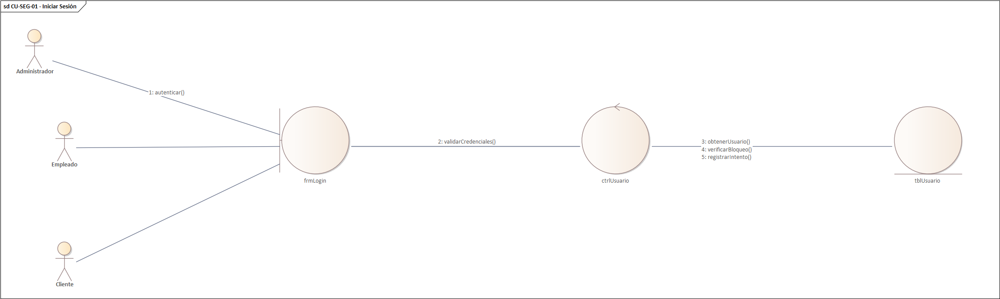 sd CU-SEG-01 - Iniciar Sesión
Administrador
1: autenticar()
Empleado
Cliente
frmLogin
2: validarCredenciales()
ctrlUsuario
3: obtenerUsuario()
4: verificarBloqueo()
5: registrarIntento()
tblUsuario